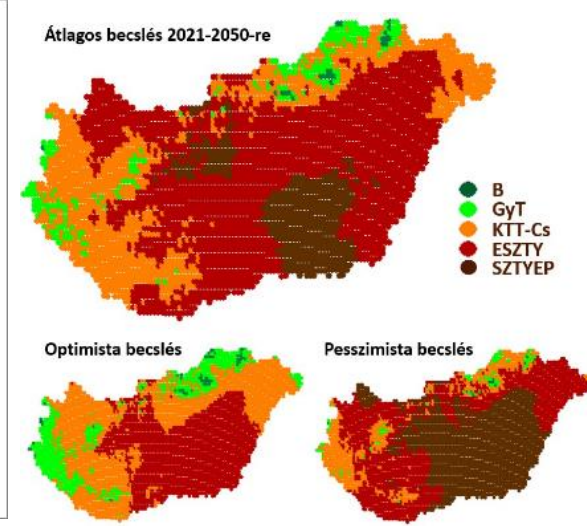 Átlagos becslés 2021-2050-re
B
GyT
KTT-Cs
ESZTY
SZTYEP
Optimista becslés
Pesszimista becslés